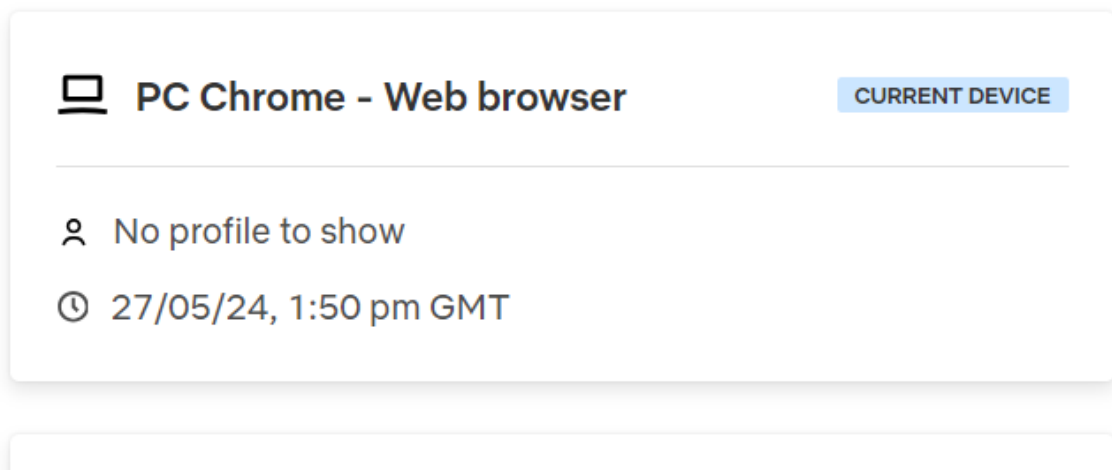 PC Chrome - Web browser
CURRENT DEVICE
No profile to show
27/05/24, 1:50 pm GMT